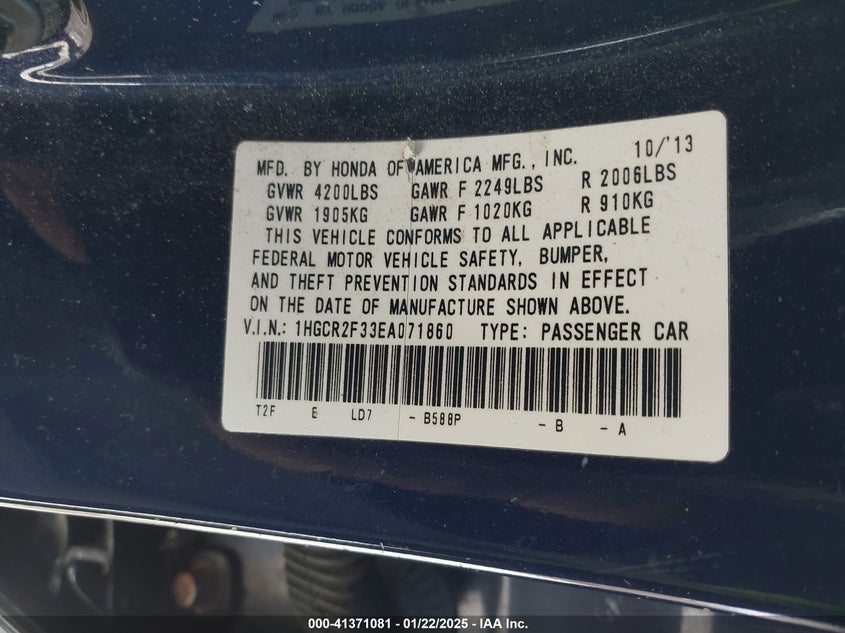 MFD. BY HONDA OF AMERICA MFG., INC. 10/'13
GVWR 4200LBS GAWR F 2249LBS R 2006LBS
GVWR 1905KG GAWR F 1020KG R 910KG
THIS VEHICLE CONFORMS TO ALL APPLICABLE
FEDERAL MOTOR VEHICLE SAFETY, BUMPER,
AND THEFT PREVENTION STANDARDS IN EFFECT
ON THE DATE OF MANUFACTURE SHOWN ABOVE.
V.I.N.: 1HGCR2F33EA071860 TYPE: PASSENGER CAR
T2F E LD7 - B588P - B - A
000-41371081 - 01/22/2025 - IAA Inc.